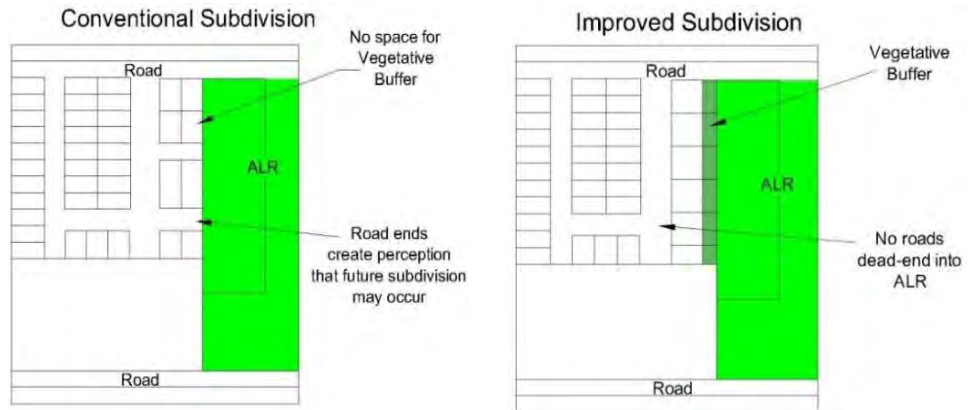 Conventional Subdivision
No space for
Vegetative
Buffer
Road
ALR
Road ends
create perception
that future subdivision
may occur
Road
Improved Subdivision
Vegetative
Buffer
Road
ALR
No roads
dead-end into
ALR
Road